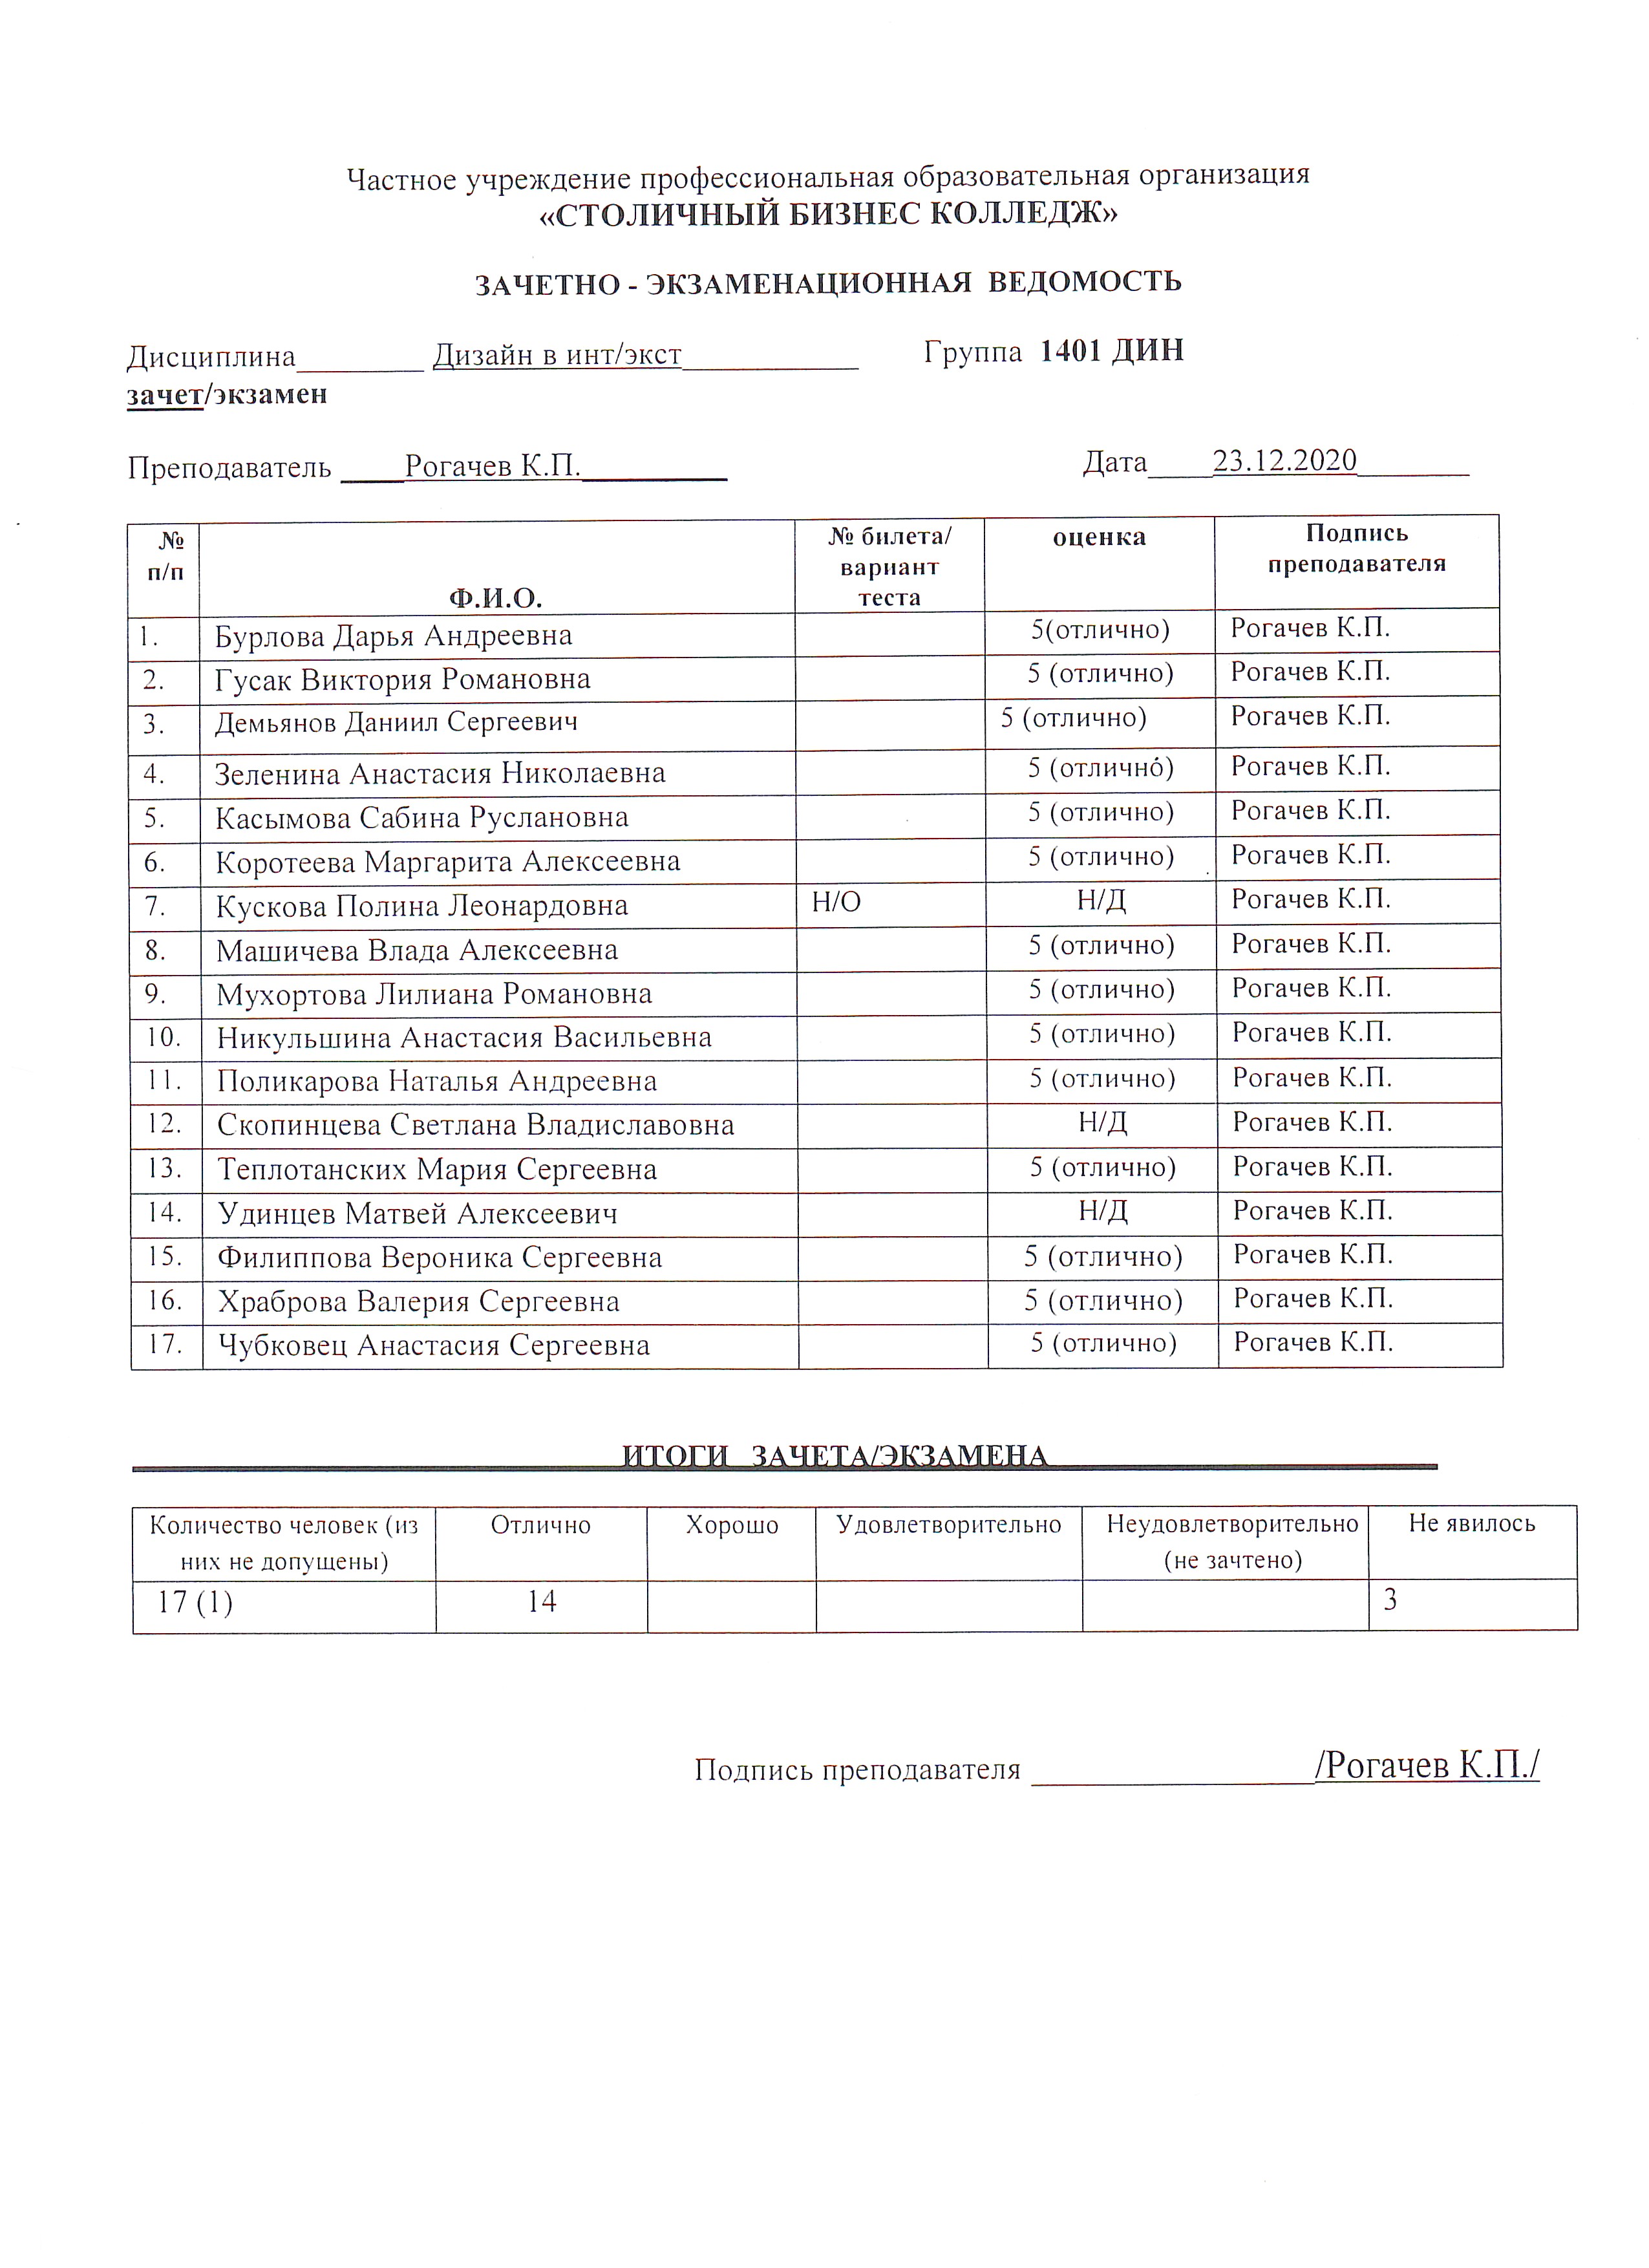 Частное учреждение профессиональная образовательная организация
«СТОЛИЧНЫЙ БИЗНЕС КОЛЛЕДЖ»
ЗАЧЕТНО - ЭКЗАМЕНАЦИОННАЯ ВЕДОМОСТЬ
Дисциплина________ Дизайн в инт/экст___________ Группа 1401 ДИН
зачет/экзамен
Преподаватель ____Рогачев К.П._________ Дата____23.12.2020_______
№ п/п Ф.И.О. № билета/ вариант теста оценка Подпись преподавателя
1. Бурлова Дарья Андреевна 5(отлично) Рогачев К.П.
2. Гусак Виктория Романовна 5 (отлично) Рогачев К.П.
3. Демьянов Даниил Сергеевич 5 (отлично) Рогачев К.П.
4. Зеленина Анастасия Николаевна 5 (отлично) Рогачев К.П.
5. Касымова Сабина Руслановна 5 (отлично) Рогачев К.П.
6. Коротеева Маргарита Алексеевна 5 (отлично) Рогачев К.П.
7. Кускова Полина Леонардовна Н/О Н/Д Рогачев К.П.
8. Машичева Влада Алексеевна 5 (отлично) Рогачев К.П.
9. Мухортова Лилиана Романовна 5 (отлично) Рогачев К.П.
10. Никульшина Анастасия Васильевна 5 (отлично) Рогачев К.П.
11. Поликарова Наталья Андреевна 5 (отлично) Рогачев К.П.
12. Скопинцева Светлана Владиславовна Н/Д Рогачев К.П.
13. Теплотанских Мария Сергеевна 5 (отлично) Рогачев К.П.
14. Удинцев Матвей Алексеевич Н/Д Рогачев К.П.
15. Филиппова Вероника Сергеевна 5 (отлично) Рогачев К.П.
16. Храброва Валерия Сергеевна 5 (отлично) Рогачев К.П.
17. Чубковец Анастасия Сергеевна 5 (отлично) Рогачев К.П.
ИТОГИ ЗАЧЕТА/ЭКЗАМЕНА
Количество человек (из них не допущены) Отлично Хорошо Удовлетворительно Неудовлетворительно (не зачтено) Не явилось
17 (1) 14 3
Подпись преподавателя __________________/Рогачев К.П./